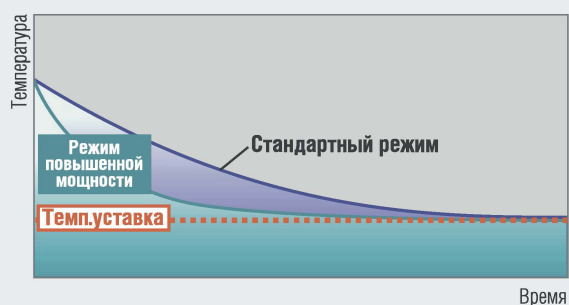 Температура
Стандартный режим
Режим
повышенной
мощности
Темп.уставка
Время